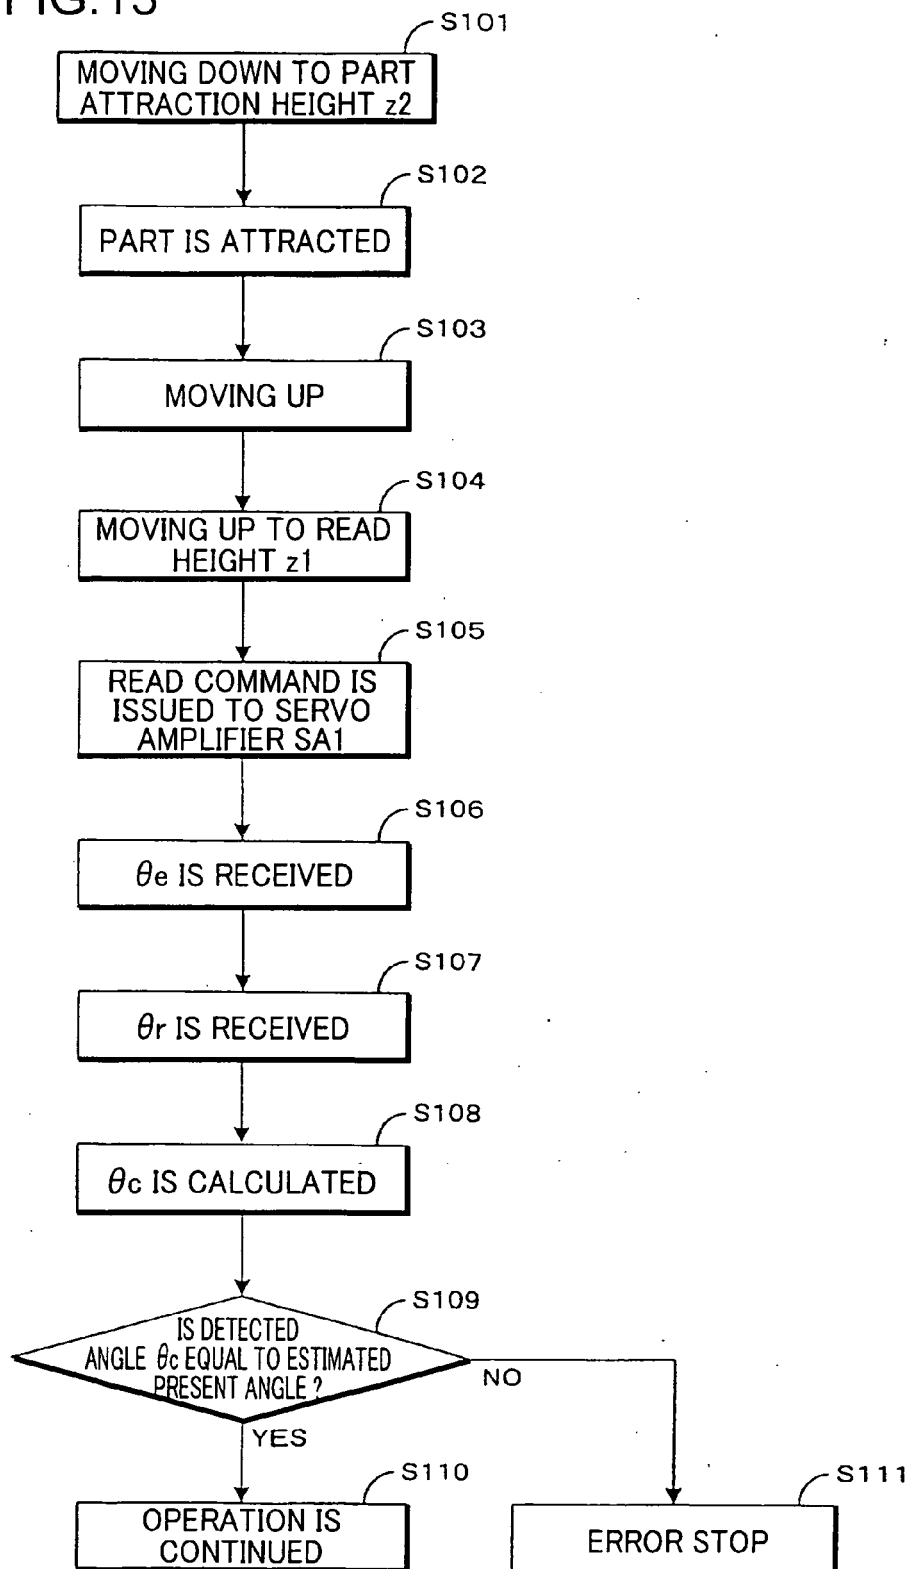 FIG.13
S101
MOVING DOWN TO PART
ATTRACTION HEIGHT z2
S102
PART IS ATTRACTED
S103
MOVING UP
S104
MOVING UP TO READ
HEIGHT z1
S105
READ COMMAND IS
ISSUED TO SERVO
AMPLIFIER SA1
S106
θe IS RECEIVED
S107
θr IS RECEIVED
S108
θc IS CALCULATED
S109
IS DETECTED
ANGLE θc EQUAL TO ESTIMATED
PRESENT ANGLE ?
NO
YES
S110
OPERATION IS
CONTINUED
S111
ERROR STOP